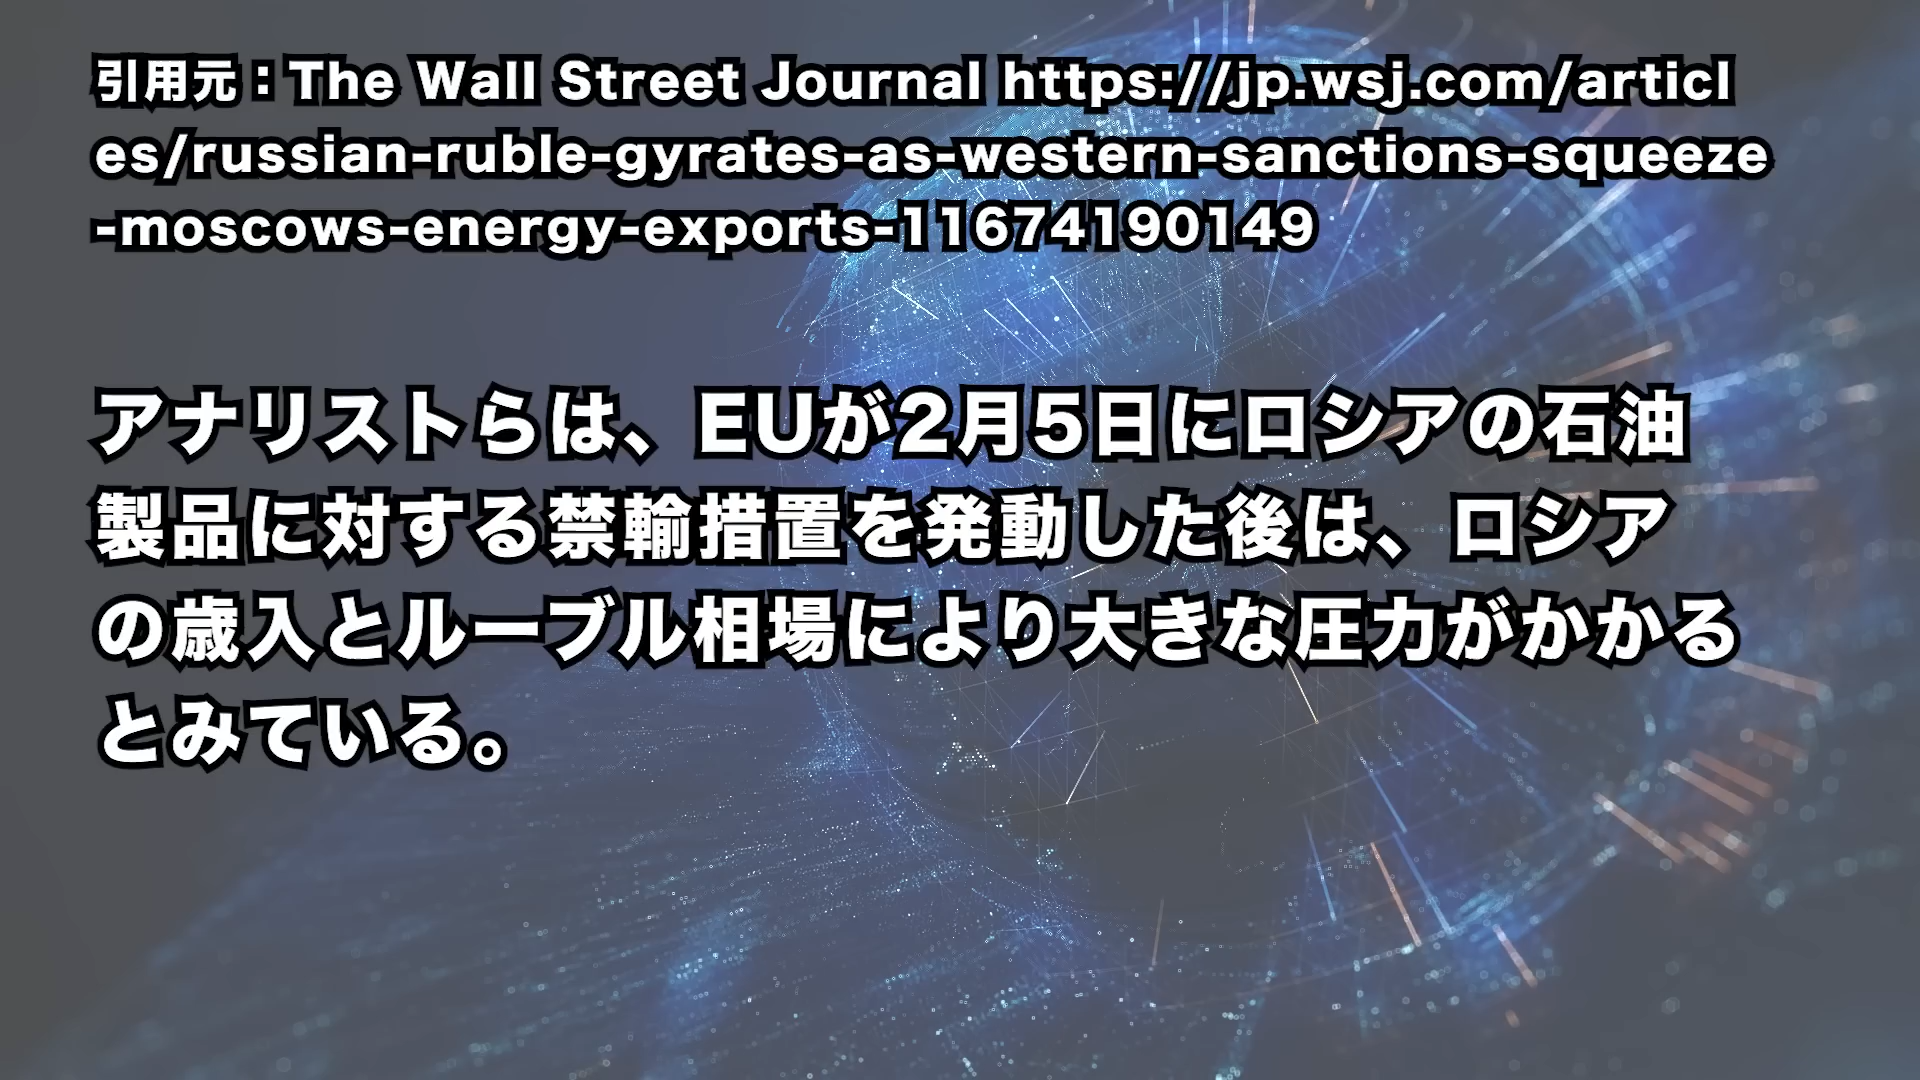 引用元：The Wall Street Journal https://jp.wsj.com/articl
es/russian-ruble-gyrates-as-western-sanctions-squeeze
-moscows-energy-exports-11674190149
アナリストらは、EUが2月5日にロシアの石油
製品に対する禁輸措置を発動した後は、ロシア
の歳入とルーブル相場により大きな圧力がかかる
とみている。